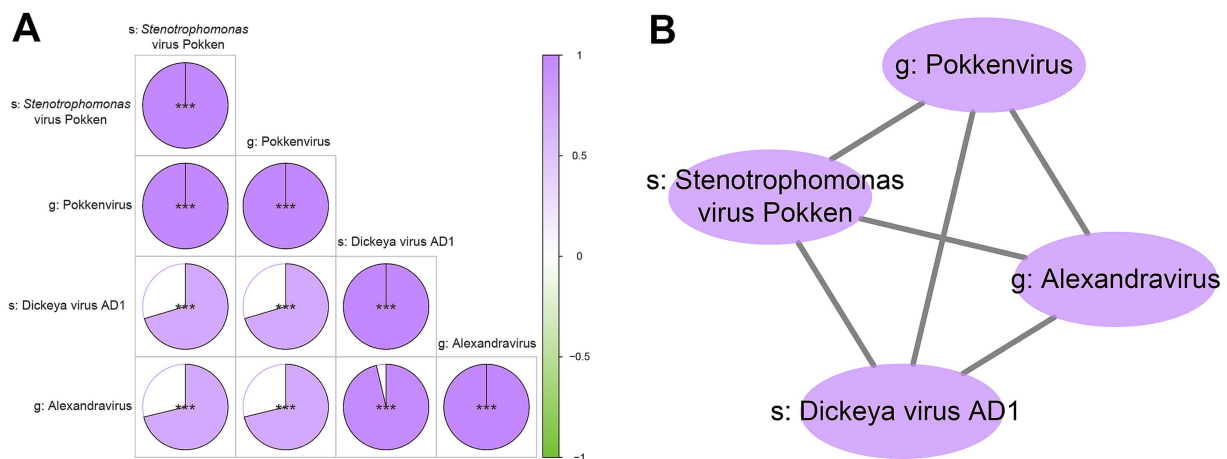 A
s: Stenotrophomonas
virus Pokken
s: Stenotrophomonas
virus Pokken
***
g: Pokkenvirus
g: Pokkenvirus
***
***
s: Dickeya virus AD1
s: Dickeya virus AD1
***
***
***
g: Alexandravirus
g: Alexandravirus
***
***
***
***
1
0.5
0
−0.5
−1
B
g: Pokkenvirus
s: Stenotrophomonas
virus Pokken
g: Alexandravirus
s: Dickeya virus AD1